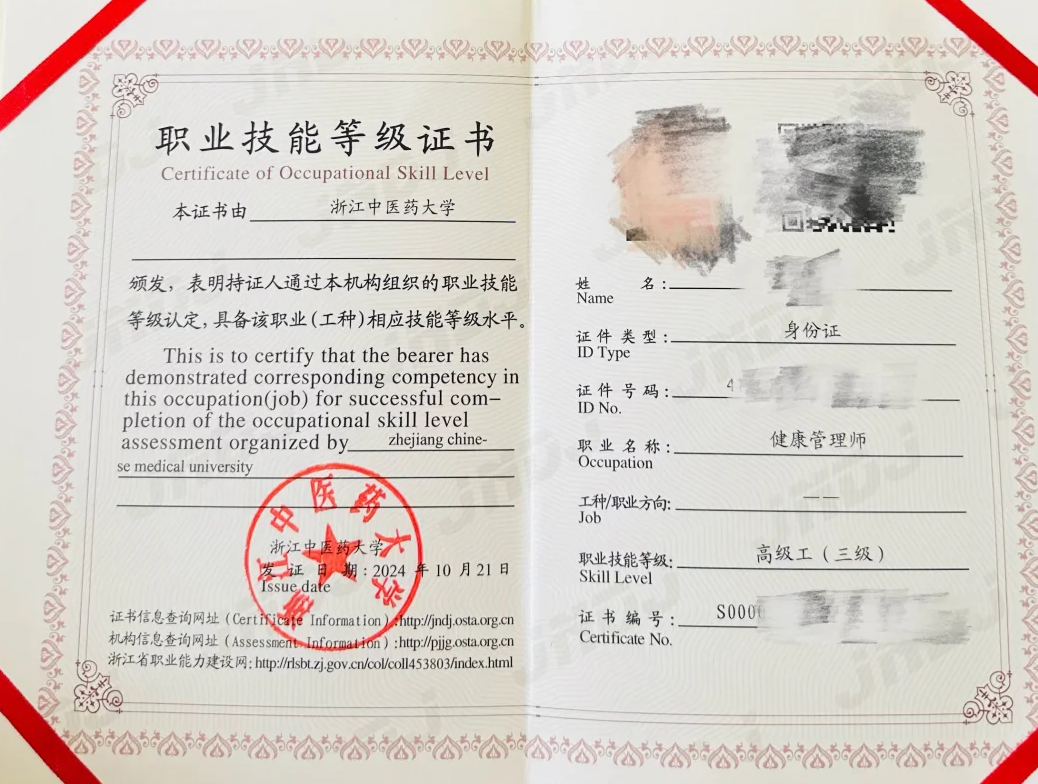 职业技能等级证书
Certificate of Occupational Skill Level
本证书由 浙江中医药大学
颁发，表明持证人通过本机构组织的职业技能
等级认定，具备该职业(工种)相应技能等级水平。
This is to certify that the bearer has
demonstrated corresponding competency in
this occupation(job) for successful com-
pletion of the occupational skill level
assessment organized by zhejiang chine-
se medical university
浙江中医药大学
浙江中医药大学
发 证 日 期：2024 年 10 月 21 日
Issue date
证书信息查询网址（Certificate Information）:http://jndj.osta.org.cn
机构信息查询网址（Assessment Information）:http://pjjg.osta.org.cn
浙江省职业能力建设网：http://rlsbt.zj.gov.cn/col/coll453803/index.html
姓 名：
Name
证 件 类 型： 身份证
ID Type
证 件 号 码： 4
ID No.
职 业 名 称： 健康管理师
Occupation
工种/职业方向： ——
Job
职业技能等级： 高级工（三级）
Skill Level
证 书 编 号： S000
Certificate No.
JNDJ